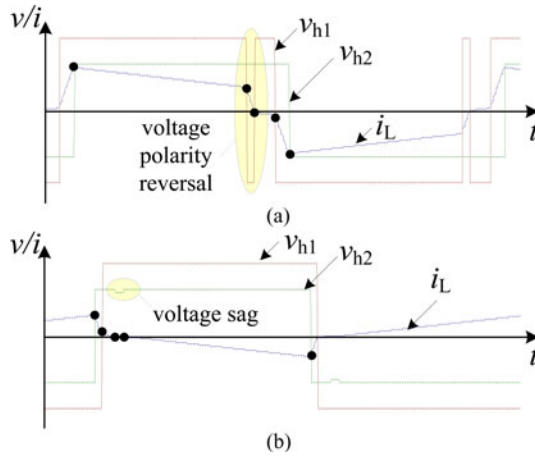 v/i
v_h1
v_h2
voltage
polarity
reversal
i_L
t
(a)
v/i
v_h1
v_h2
i_L
voltage sag
t
(b)